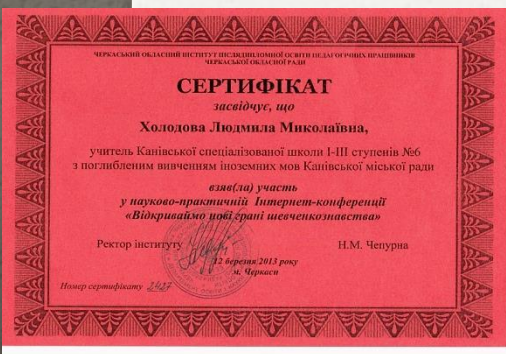 ЧЕРКАСЬКИЙ ОБЛАСНИЙ ІНСТИТУТ ПІСЛЯДИПЛОМНОЇ ОСВІТИ ПЕДАГОГІЧНИХ ПРАЦІВНИКІВ
ЧЕРКАСЬКОЇ ОБЛАСНОЇ РАДИ
СЕРТИФІКАТ
засвідчує, що
Холодова Людмила Миколаївна,
учитель Канівської спеціалізованої школи І-ІІІ ступенів №6
з поглибленим вивченням іноземних мов Канівської міської ради
взяв(ла) участь
у науково-практичній Інтернет-конференції
«Відкриваймо нові грані шевченкознавства»
Ректор інституту Н.М. Чепурна
12 березня 2013 року
м. Черкаси
Номер сертифікату 2427